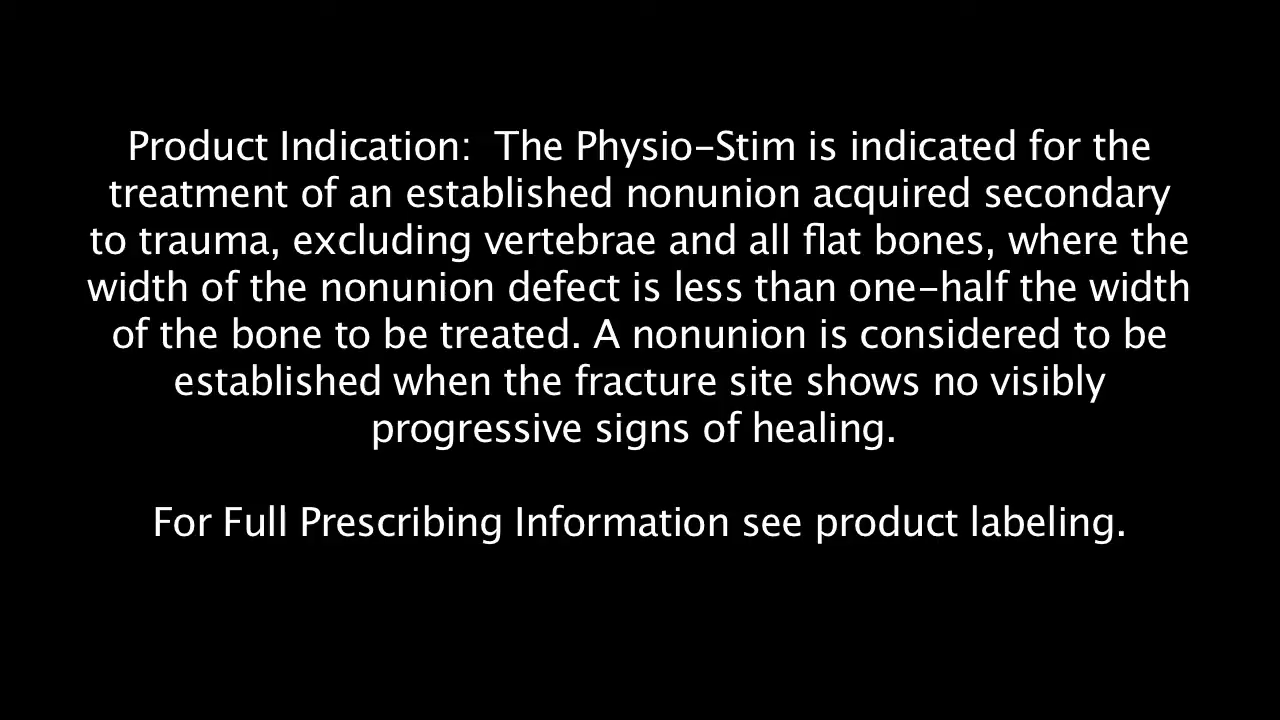 Product Indication:  The Physio-Stim is indicated for the
treatment of an established nonunion acquired secondary
to trauma, excluding vertebrae and all flat bones, where the
width of the nonunion defect is less than one-half the width
of the bone to be treated. A nonunion is considered to be
established when the fracture site shows no visibly
progressive signs of healing.
For Full Prescribing Information see product labeling.